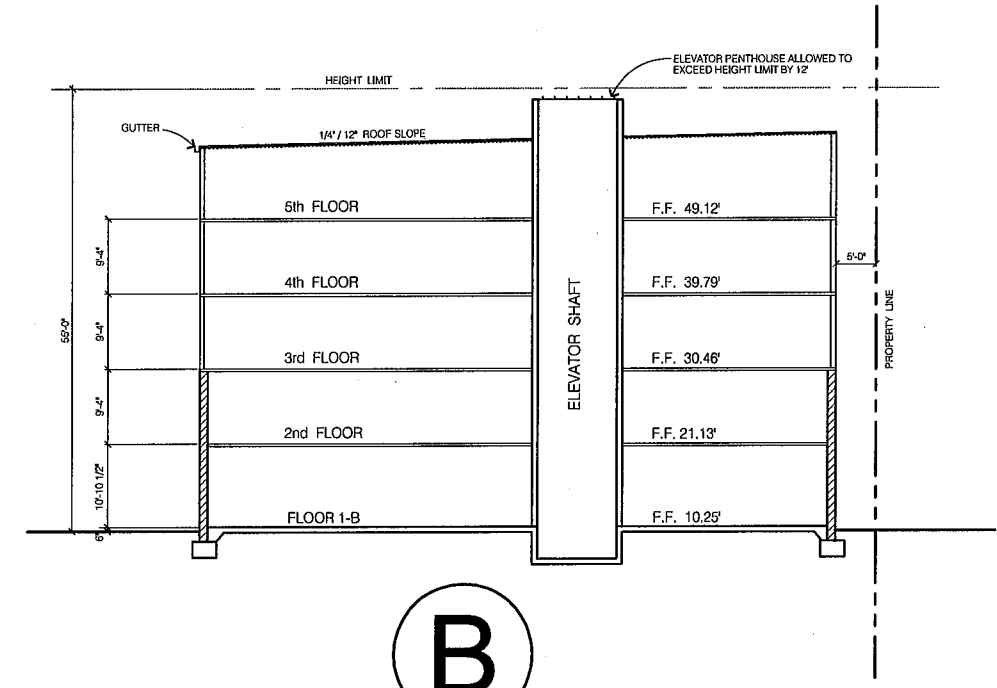 ELEVATOR PENTHOUSE ALLOWED TO
EXCEED HEIGHT LIMIT BY 12'
HEIGHT LIMIT
GUTTER
1/4" / 12" ROOF SLOPE
5th FLOOR
F.F. 49.12'
9'-4"
5'-0"
4th FLOOR
F.F. 39.79'
55'-0"
9'-4"
ELEVATOR SHAFT
PROPERTY LINE
3rd FLOOR
F.F. 30.46'
9'-4"
2nd FLOOR
F.F. 21.13'
10'-10 1/2"
FLOOR 1-B
F.F. 10.25'
6"
B